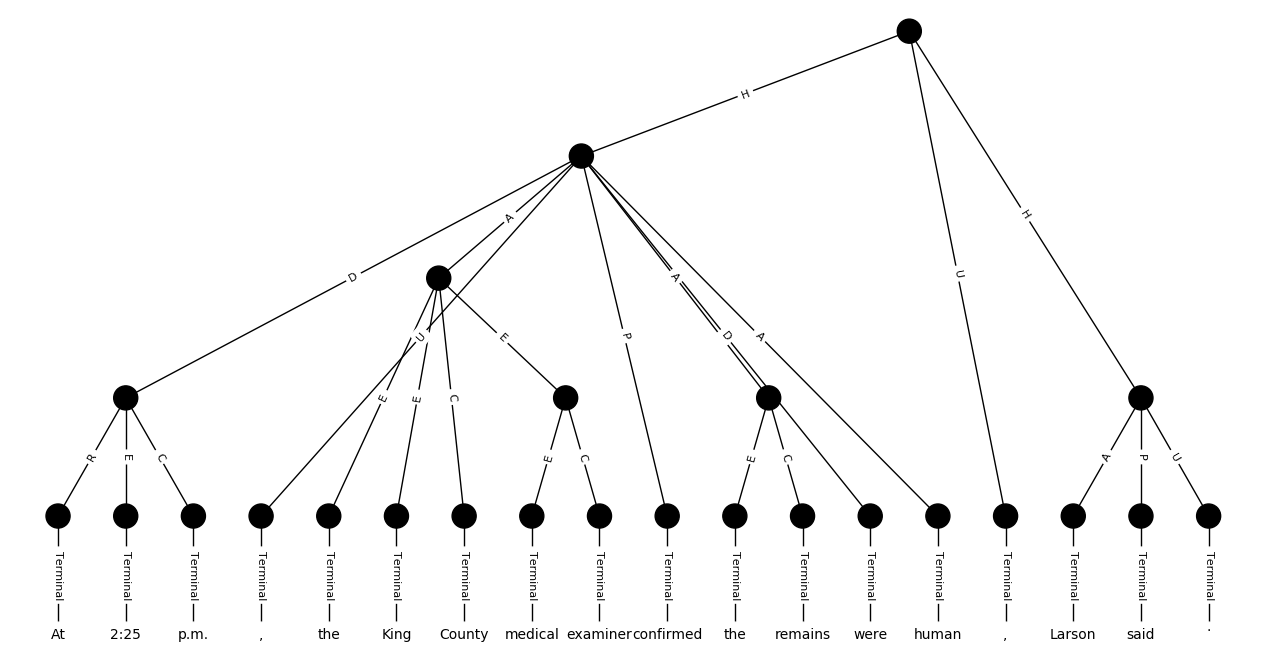 H
A
H
D
A
U
U
E
P
D
A
E
E
C
R
E
C
E
C
E
C
A
P
U
Terminal Terminal Terminal Terminal Terminal Terminal Terminal Terminal Terminal Terminal Terminal Terminal Terminal Terminal Terminal Terminal Terminal Terminal
At 2:25 p.m. , the King County medical examiner confirmed the remains were human , Larson said .